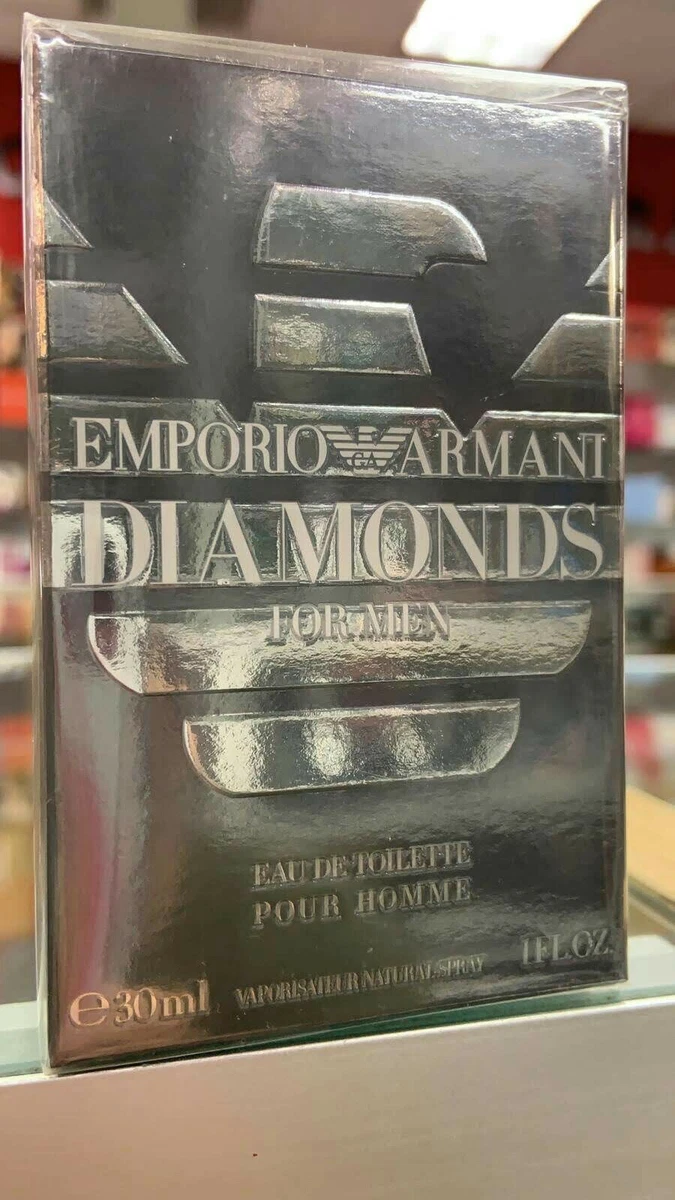 EMPORIO GA ARMANI
DIAMONDS
FOR MEN
EAU DE TOILETTE
POUR HOMME
e30ml VAPORISATEUR NATURAL SPRAY 1 FL OZ.